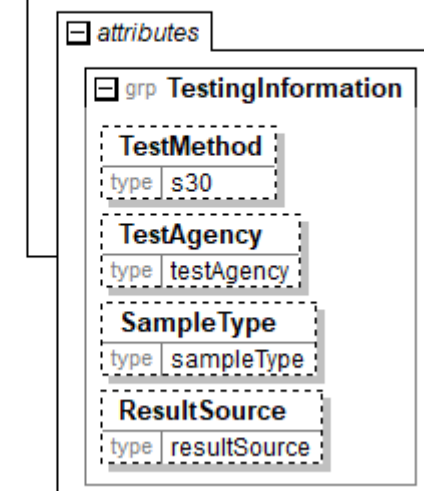 attributes
grp TestingInformation
TestMethod
type s30
TestAgency
type testAgency
SampleType
type sampleType
ResultSource
type resultSource